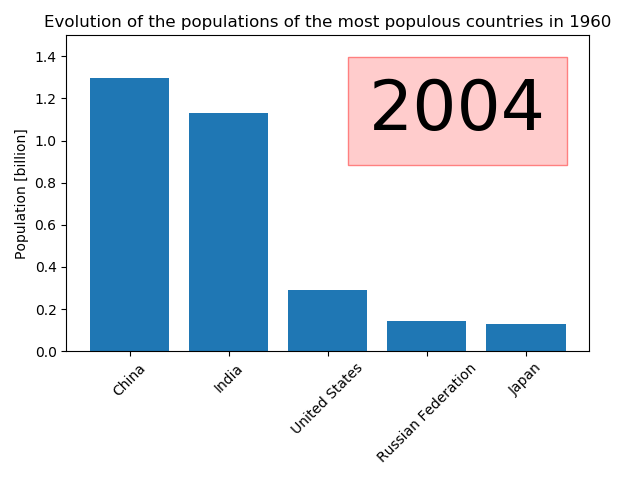 Evolution of the populations of the most populous countries in 1960
2004
Population [billion]
1.4
1.2
1.0
0.8
0.6
0.4
0.2
0.0
China
India
United States
Russian Federation
Japan